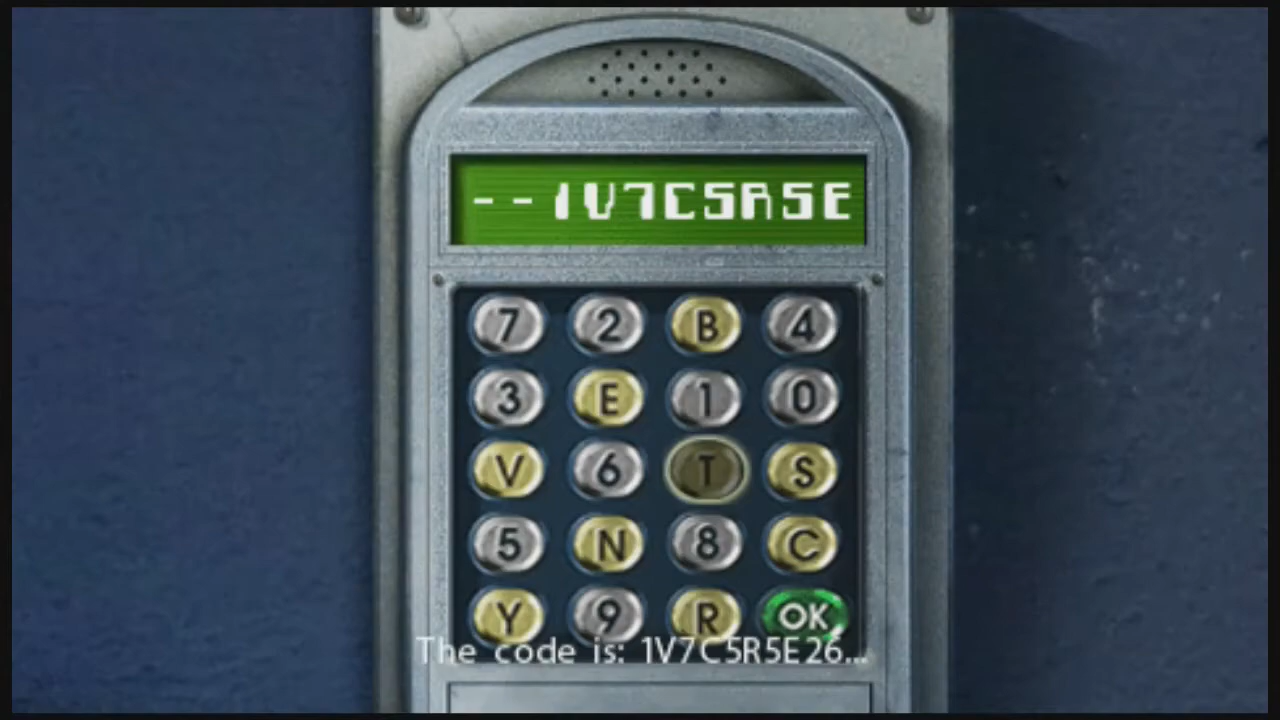 --1V7C5R5E
7 2 B 4
3 E 1 0
V 6 T S
5 N 8 C
Y 9 R OK
The code is: 1V7C5R5E26...